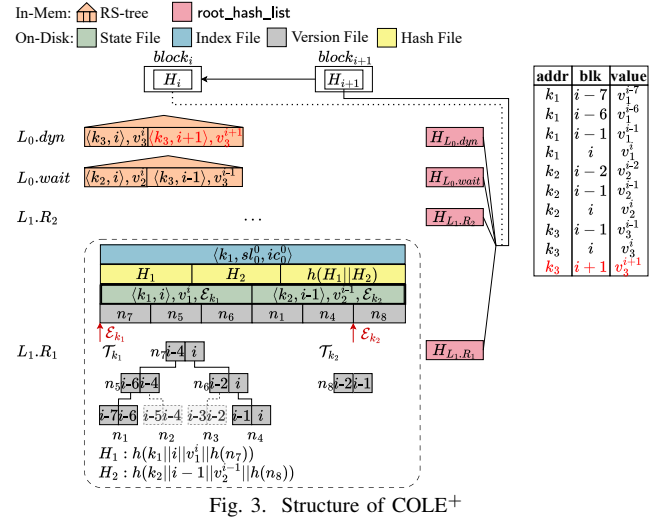 In-Mem: RS-tree root_hash_list
On-Disk: State File Index File Version File Hash File
block_i block_{i+1}
H_i H_{i+1}
L_0.dyn ⟨k_3, i⟩, v_3^i ⟨k_3, i+1⟩, v_3^{i+1} H_{L_0.dyn}
L_0.wait ⟨k_2, i⟩, v_2^i ⟨k_3, i-1⟩, v_3^{i-1} H_{L_0.wait}
L_1.R_2 ... H_{L_1.R_2}
⟨k_1, sl_0^0, ic_0^0⟩
H_1 H_2 h(H_1||H_2)
⟨k_1, i⟩, v_1^i, ℰ_{k_1} ⟨k_2, i-1⟩, v_2^{i-1}, ℰ_{k_2}
n_7 n_5 n_6 n_1 n_4 n_8
ℰ_{k_1} ℰ_{k_2}
L_1.R_1 𝒯_{k_1} n_7 i-4 i 𝒯_{k_2} H_{L_1.R_1}
n_5 i-6 i-4 n_6 i-2 i n_8 i-2 i-1
i-7 i-6 i-5 i-4 i-3 i-2 i-1 i
n_1 n_2 n_3 n_4
H_1 : h(k_1||i||v_1^i||h(n_7))
H_2 : h(k_2||i − 1||v_2^{i-1}||h(n_8))
addr blk value
k_1 i − 7 v_1^{i-7}
k_1 i − 6 v_1^{i-6}
k_1 i − 1 v_1^{i-1}
k_1 i v_1^i
k_2 i − 2 v_2^{i-2}
k_2 i − 1 v_2^{i-1}
k_2 i v_2^i
k_3 i − 1 v_3^{i-1}
k_3 i v_3^i
k_3 i + 1 v_3^{i+1}
Fig. 3. Structure of COLE^+